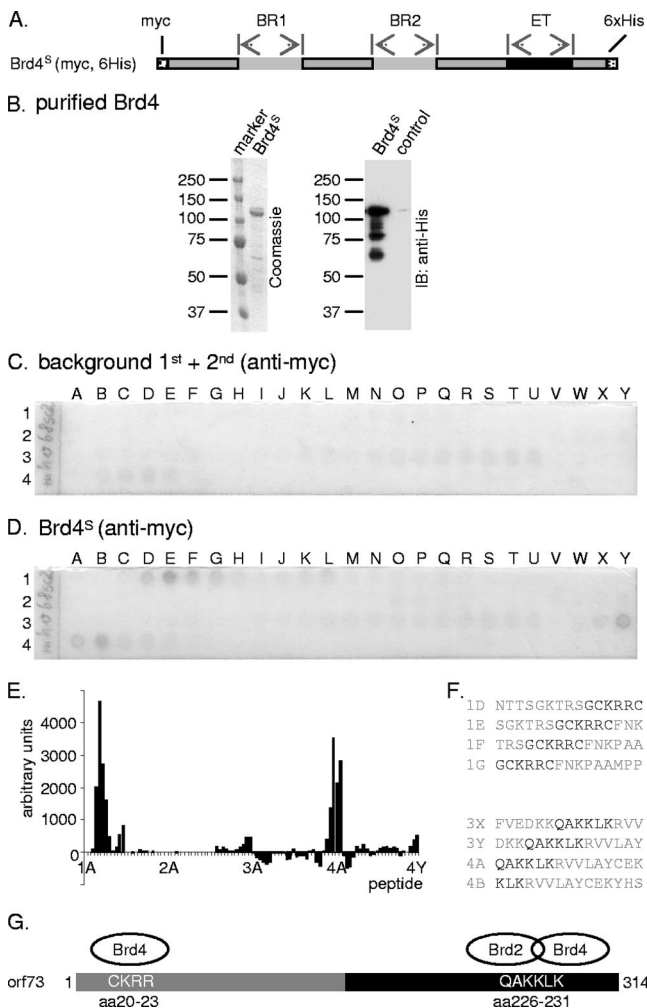 A.
myc BR1 BR2 ET 6xHis
Brd4S (myc, 6His)
B. purified Brd4
marker Brd4S
250
150
100
75
50
37
Coomassie
Brd4S control
250
150
100
75
50
37
IB: anti-His
C. background 1st + 2nd (anti-myc)
A B C D E F G H I J K L M N O P Q R S T U V W X Y
1
2
3
4
D. Brd4S (anti-myc)
A B C D E F G H I J K L M N O P Q R S T U V W X Y
1
2
3
4
E.
arbitrary units
4000
3000
2000
1000
0
1A 2A 3A 4A 4Y
peptide
F.
1D NTTSGKTRSGCKRRC
1E SGKTRSGCKRRCFNK
1F TRSGCKRRCFNKPAA
1G GCKRRCFNKPAAMPP
3X FVEDKKQAKKLKRVV
3Y DKKQAKKLKRVVLAY
4A QAKKLKRVVLAYCEK
4B KLKRVVLAYCEKYHS
G.
Brd4 Brd2 Brd4
orf73 1 CKRR QAKKLK 314
aa20-23 aa226-231